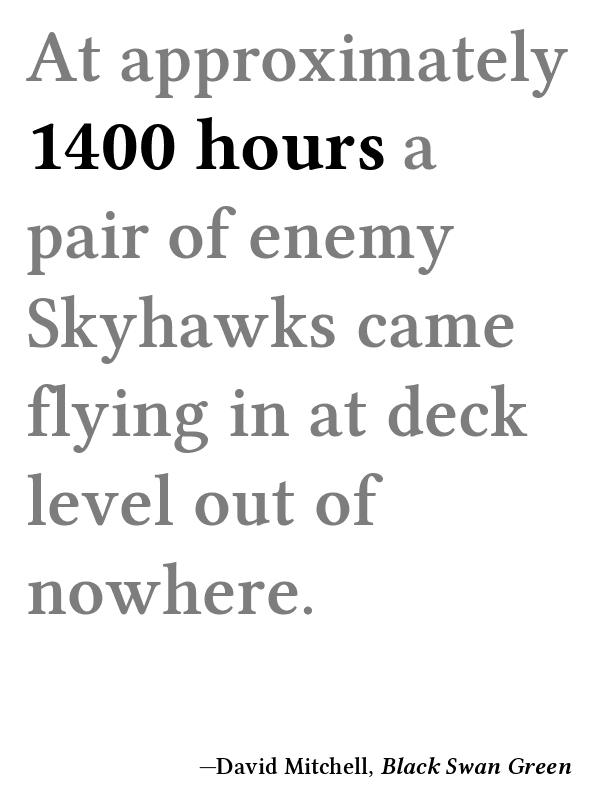 At approximately
1400 hours a
pair of enemy
Skyhawks came
flying in at deck
level out of
nowhere.
—David Mitchell, Black Swan Green